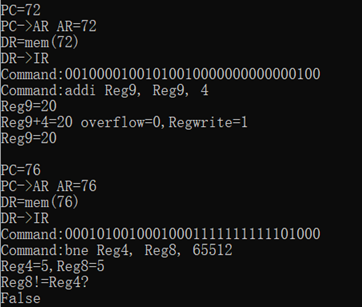 PC=72
PC->AR AR=72
DR=mem(72)
DR->IR
Command:00100001001010010000000000000100
Command:addi Reg9, Reg9, 4
Reg9=20
Reg9+4=20 overflow=0,Regwrite=1
Reg9=20
PC=76
PC->AR AR=76
DR=mem(76)
DR->IR
Command:00010100100010001111111111101000
Command:bne Reg4, Reg8, 65512
Reg4=5,Reg8=5
Reg8!=Reg4?
False